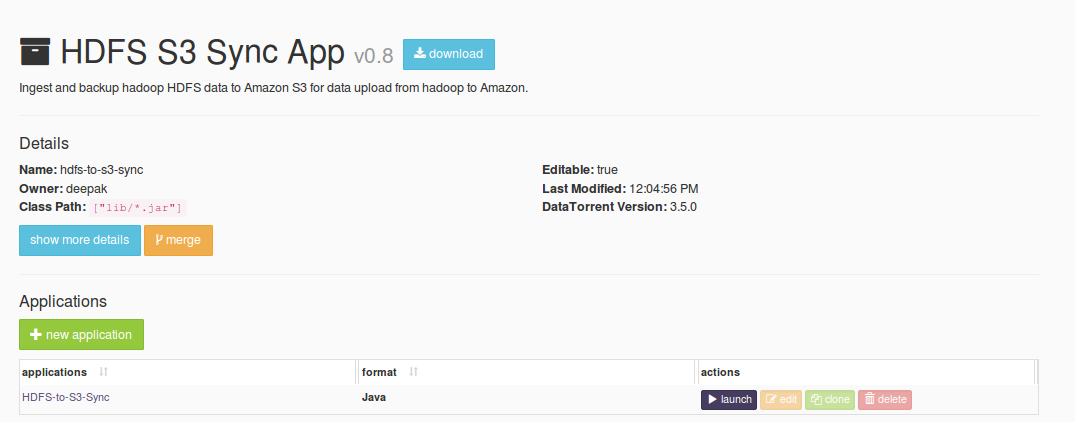 HDFS S3 Sync App v0.8 download
Ingest and backup hadoop HDFS data to Amazon S3 for data upload from hadoop to Amazon.
Details
Name: hdfs-to-s3-sync Editable: true
Owner: deepak Last Modified: 12:04:56 PM
Class Path: ["lib/*.jar"] DataTorrent Version: 3.5.0
show more details merge
Applications
new application
applications format actions
HDFS-to-S3-Sync Java launch edit clone delete